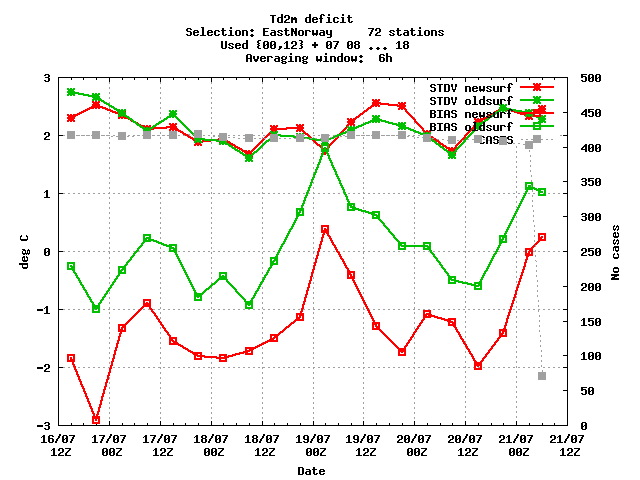 Td2m deficit
Selection: EastNorway 72 stations
Used {00,12} + 07 08 ... 18
Averaging window: 6h
STDV newsurf
STDV oldsurf
BIAS newsurf
BIAS oldsurf
CASES
3
2
1
0
-1
-2
-3
deg C
500
450
400
350
300
250
200
150
100
50
0
No cases
16/07 17/07 17/07 18/07 18/07 19/07 19/07 20/07 20/07 21/07 21/07
12Z 00Z 12Z 00Z 12Z 00Z 12Z 00Z 12Z 00Z 12Z
Date